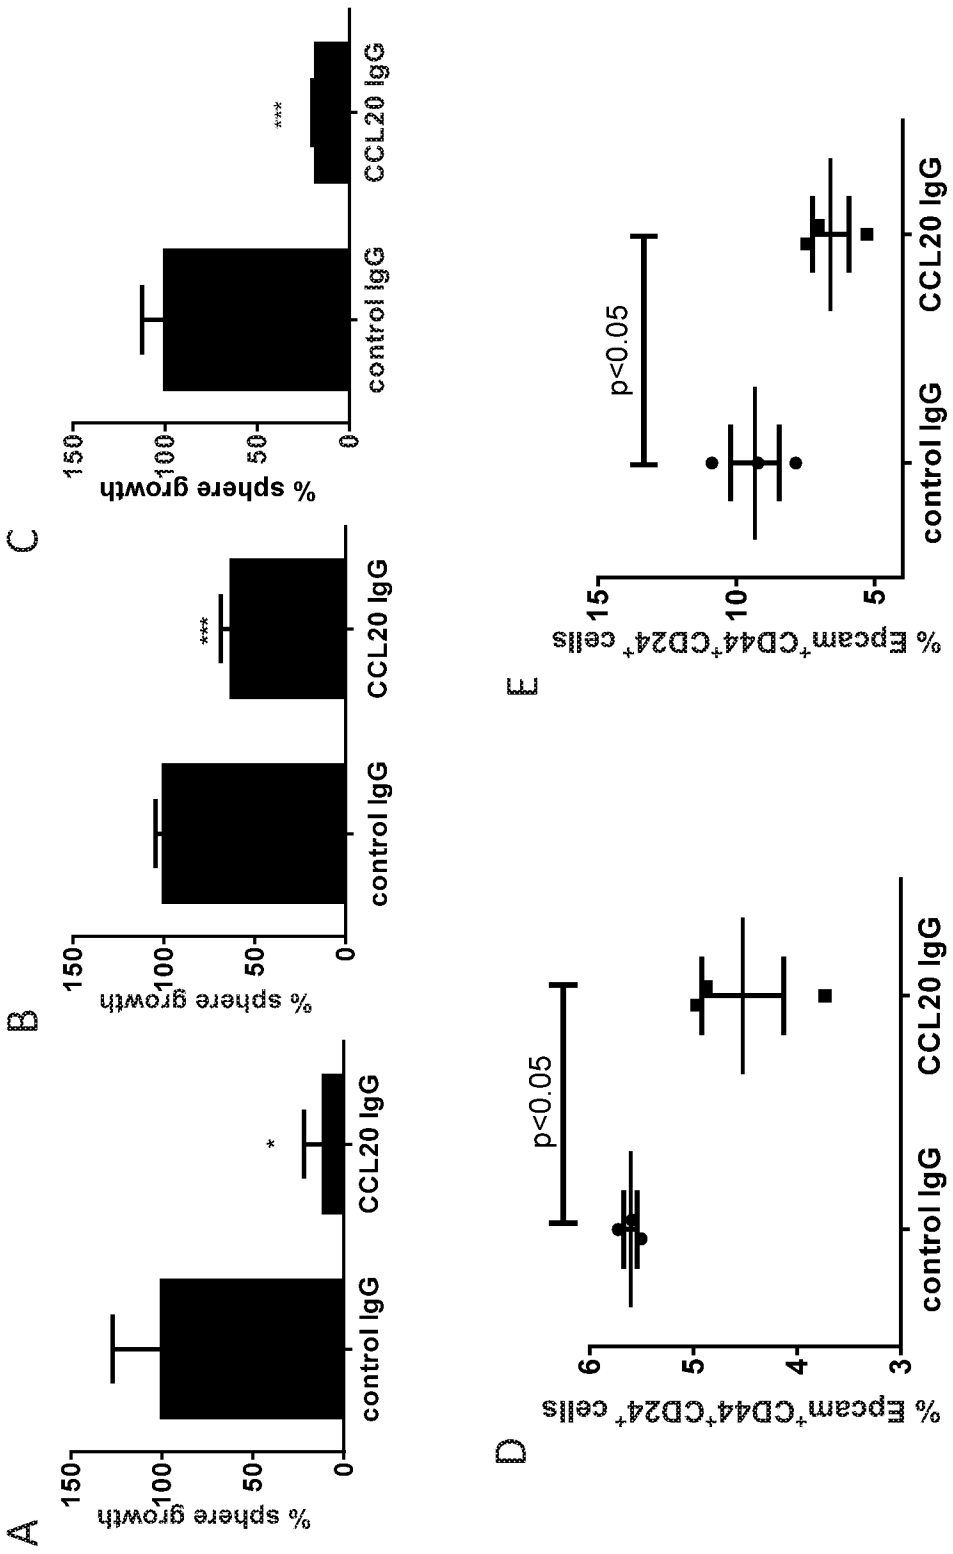 A
% sphere growth
150
100
50
0
control IgG
CCL20 IgG
*
B
% sphere growth
150
100
50
0
control IgG
CCL20 IgG
***
C
% sphere growth
150
100
50
0
control IgG
CCL20 IgG
***
D
% Epcam⁺CD44⁺CD24⁺ cells
6
5
4
3
p<0.05
control IgG
CCL20 IgG
E
% Epcam⁺CD44⁺CD24⁺ cells
15
10
5
p<0.05
control IgG
CCL20 IgG